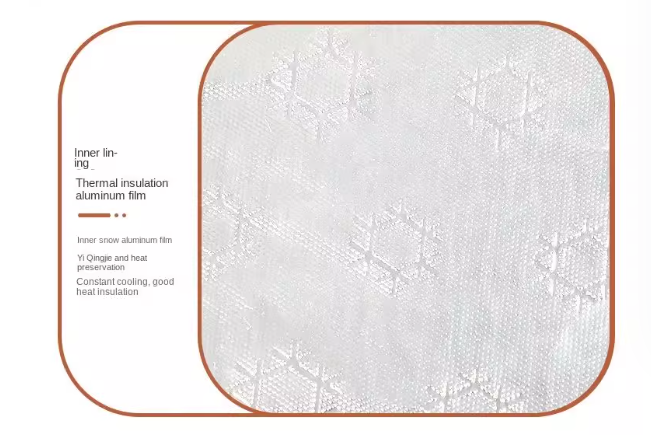 Inner lin-
ing_
Thermal insulation
aluminum film
Inner snow aluminum film
Yi Qingjie and heat
preservation
Constant cooling, good
heat insulation